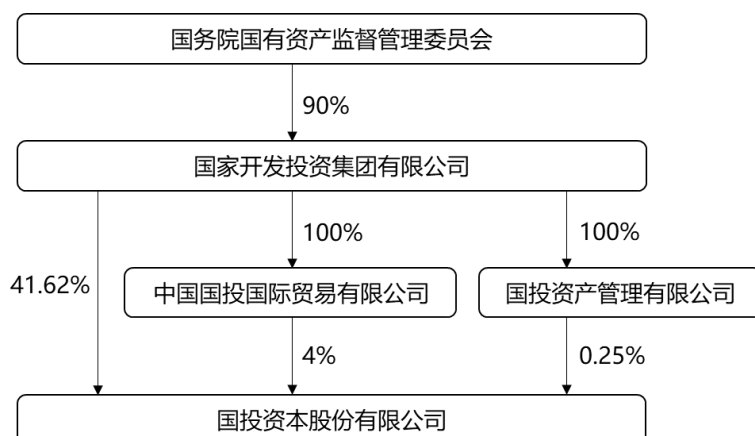 国务院国有资产监督管理委员会
90%
国家开发投资集团有限公司
100%
100%
41.62%
中国国投国际贸易有限公司
国投资产管理有限公司
4%
0.25%
国投资本股份有限公司